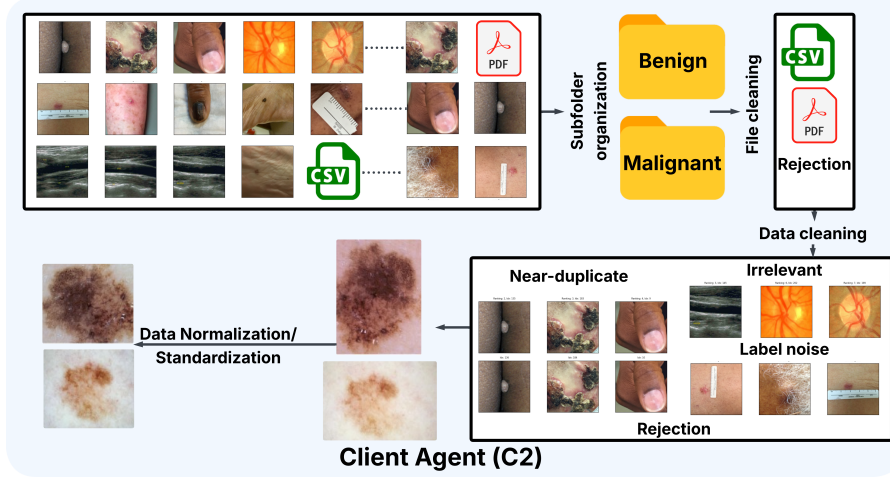 PDF
CSV
Subfolder
organization
Benign
Malignant
File cleaning
CSV
PDF
Rejection
Data cleaning
Near-duplicate
Irrelevant
Label noise
Rejection
Data Normalization/
Standardization
Client Agent (C2)